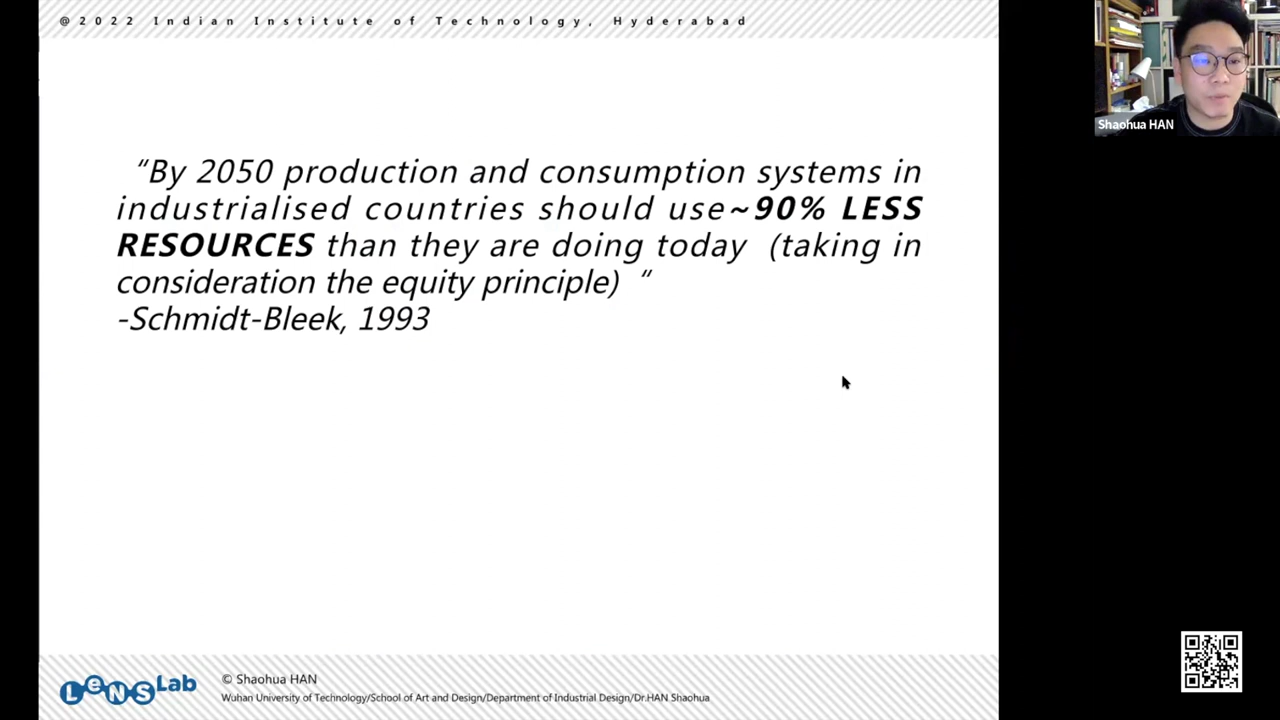 @2022 Indian Institute of Technology, Hyderabad
Shaohua HAN
“By 2050 production and consumption systems in
industrialised countries should use~90% LESS
RESOURCES than they are doing today (taking in
consideration the equity principle) “
-Schmidt-Bleek, 1993
LeNS Lab
© Shaohua HAN
Wuhan University of Technology/School of Art and Design/Department of Industrial Design/Dr.HAN Shaohua